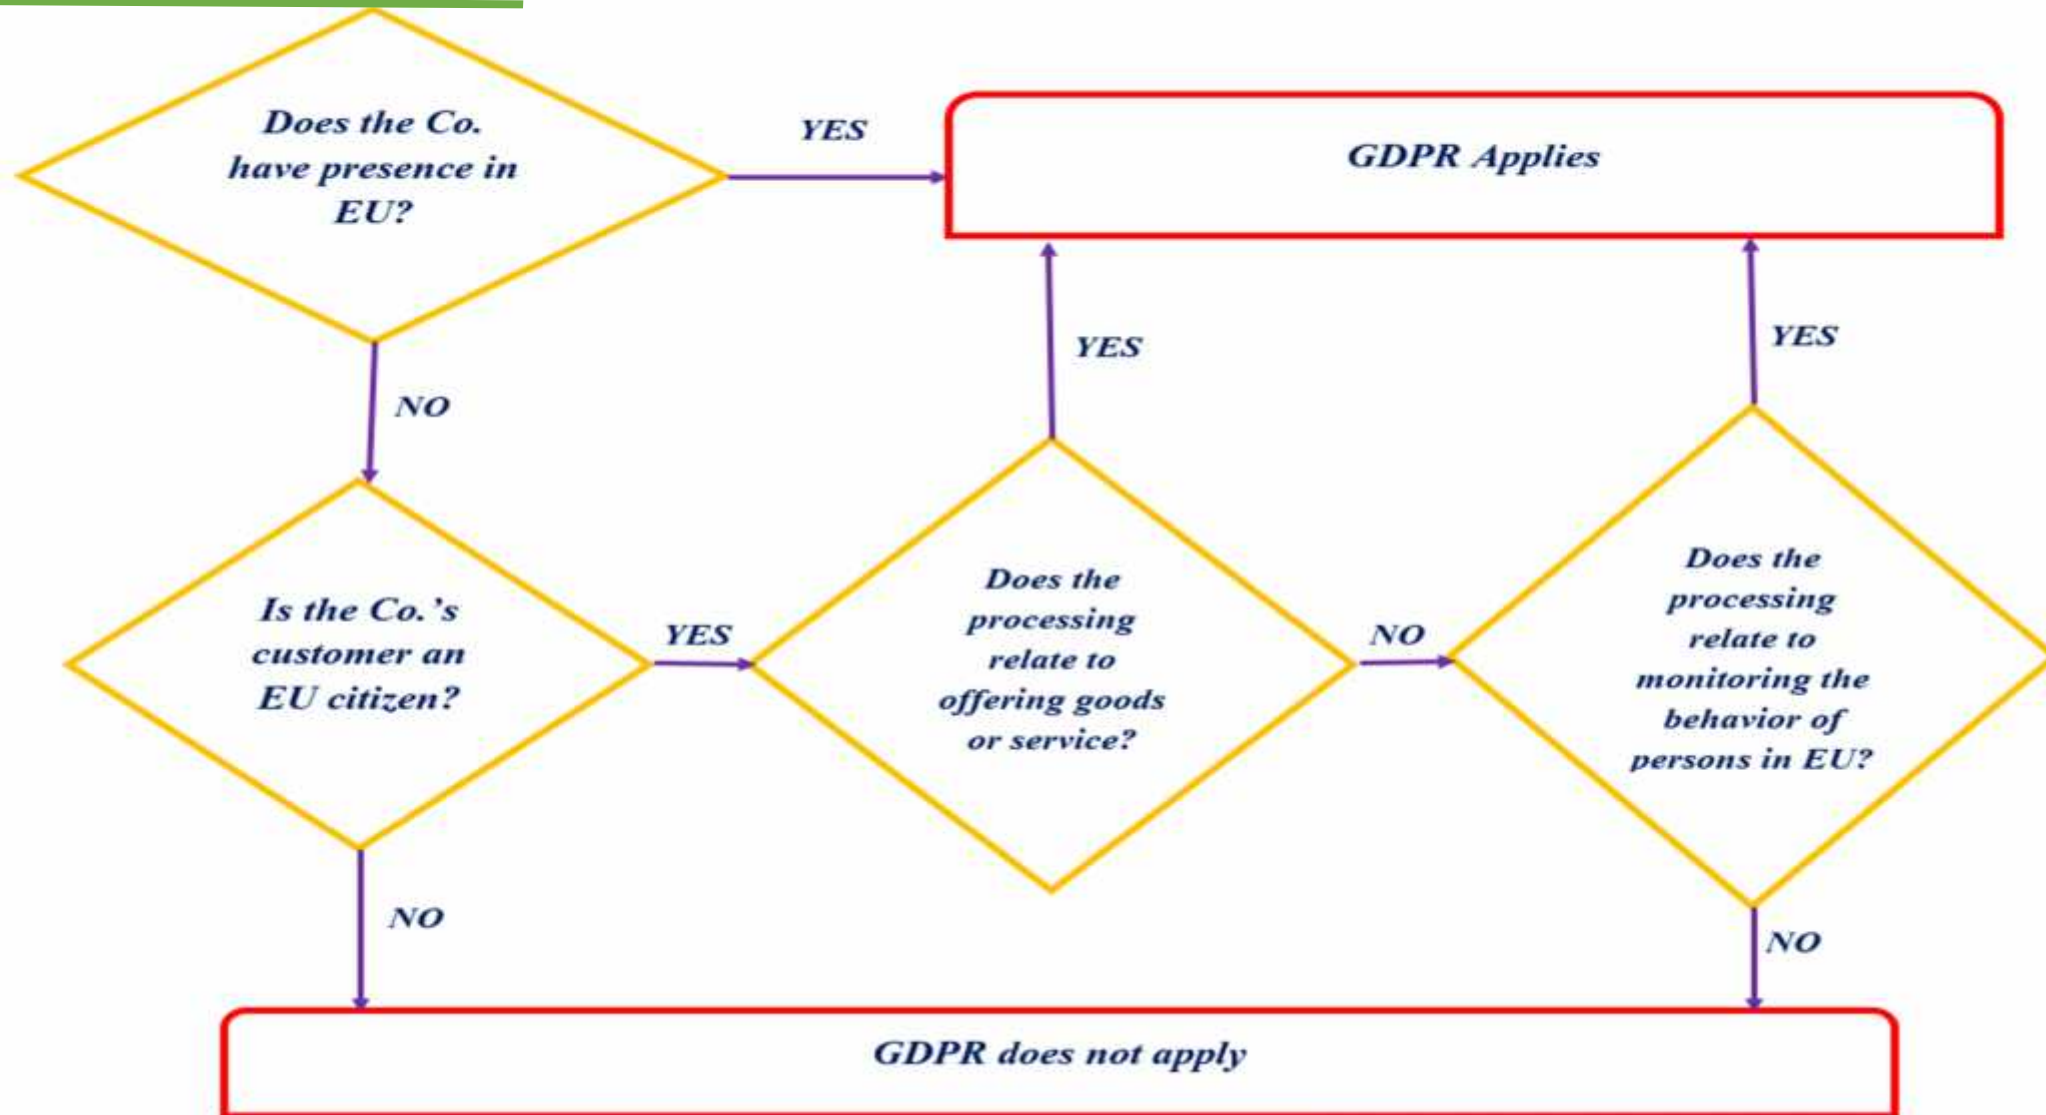 Does the Co.
have presence in
EU?
YES
GDPR Applies
NO
YES
YES
Is the Co.'s
customer an
EU citizen?
YES
Does the
processing
relate to
offering goods
or service?
NO
Does the
processing
relate to
monitoring the
behavior of
persons in EU?
NO
NO
GDPR does not apply